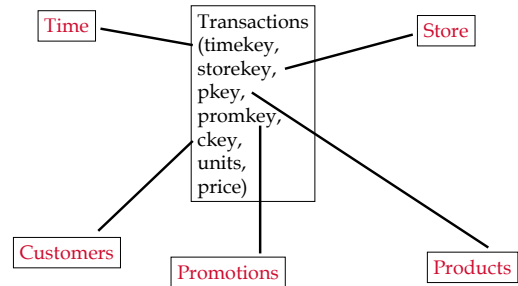 Time
Transactions
(timekey,
storekey,
pkey,
promkey,
ckey,
units,
price)
Store
Customers
Promotions
Products